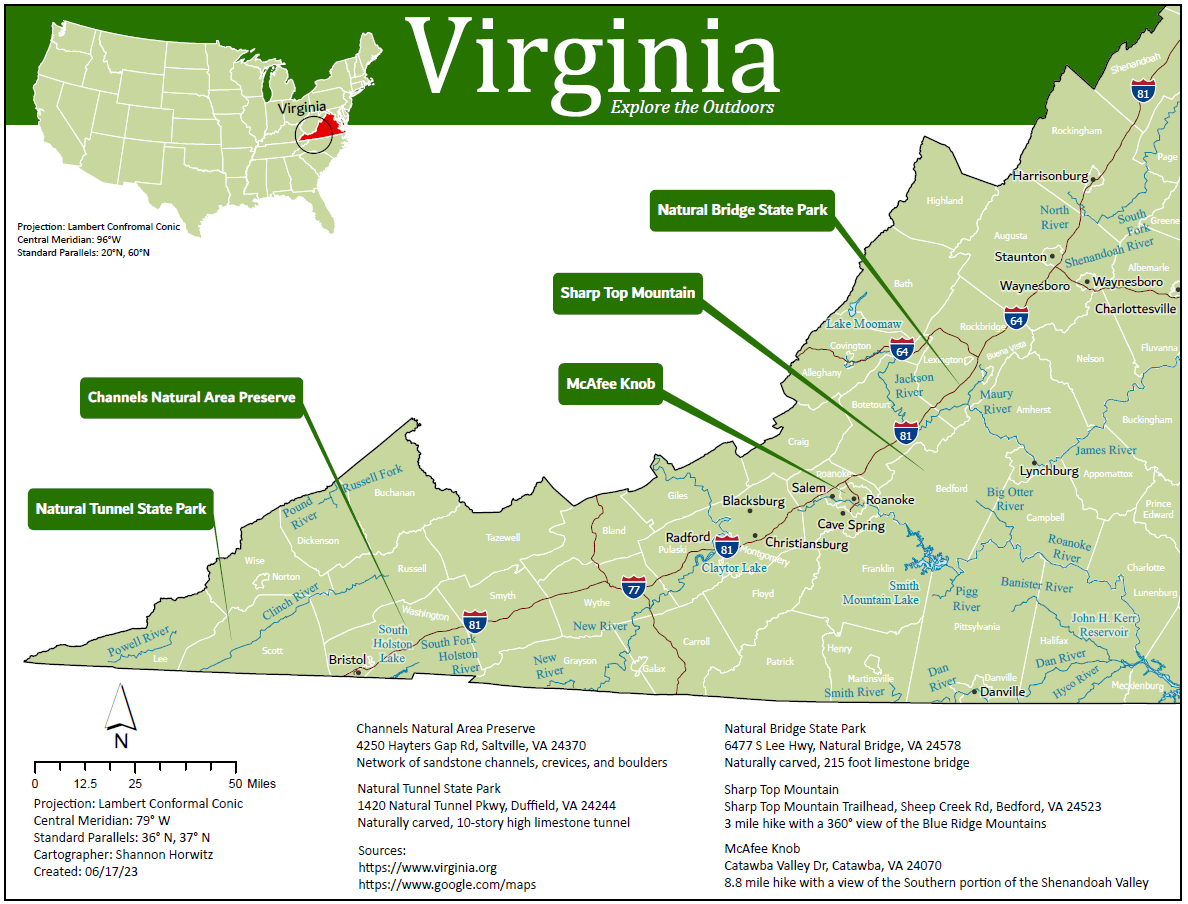 Virginia
Explore the Outdoors
Virginia
Projection: Lambert Confromal Conic
Central Meridian: 96°W
Standard Parallels: 20°N, 60°N
Natural Bridge State Park
Sharp Top Mountain
McAfee Knob
Channels Natural Area Preserve
Natural Tunnel State Park
Shenandoah
81
Rockingham
Page
Harrisonburg
Highland
North
River
South
Fork
Shenandoah River
Greene
Augusta
Staunton
Albemarle
Waynesboro
Waynesboro
Charlottesville
Bath
Lake Moomaw
64
Rockbridge
Covington
64
Lexington
Buena Vista
Nelson
Fluvanna
Alleghany
Jackson
River
Maury
River
Botetourt
Amherst
Buckingham
81
Craig
James River
Roanoke
Lynchburg
Appomattox
Russell Fork
Buchanan
Pound
River
Giles
Salem
Blacksburg
Roanoke
Bedford
Big Otter
River
Prince
Edward
Cave Spring
Campbell
Bland
Tazewell
Dickenson
Radford
81
Christiansburg
Pulaski
Montgomery
Roanoke
River
Wise
Norton
Russell
Claytor Lake
Franklin
Charlotte
Clinch River
Smyth
77
Wythe
Floyd
Smith
Mountain Lake
Pigg
River
Banister River
Lunenburg
Washington
81
New River
Pittsylvania
John H. Kerr
Reservoir
Powell River
Lee
Scott
South
Holston
Lake
South Fork
Holston
River
Carroll
Halifax
Henry
Bristol
New
River
Grayson
Galax
Patrick
Dan River
Dan
River
Martinsville
Smith River
Danville
Danville
Hyco River
Mecklenburg
N
0 12.5 25 50 Miles
Projection: Lambert Conformal Conic
Central Meridian: 79° W
Standard Parallels: 36° N, 37° N
Cartographer: Shannon Horwitz
Created: 06/17/23
Channels Natural Area Preserve
4250 Hayters Gap Rd, Saltville, VA 24370
Network of sandstone channels, crevices, and boulders
Natural Tunnel State Park
1420 Natural Tunnel Pkwy, Duffield, VA 24244
Naturally carved, 10-story high limestone tunnel
Sources:
https://www.virginia.org
https://www.google.com/maps
Natural Bridge State Park
6477 S Lee Hwy, Natural Bridge, VA 24578
Naturally carved, 215 foot limestone bridge
Sharp Top Mountain
Sharp Top Mountain Trailhead, Sheep Creek Rd, Bedford, VA 24523
3 mile hike with a 360° view of the Blue Ridge Mountains
McAfee Knob
Catawba Valley Dr, Catawba, VA 24070
8.8 mile hike with a view of the Southern portion of the Shenandoah Valley